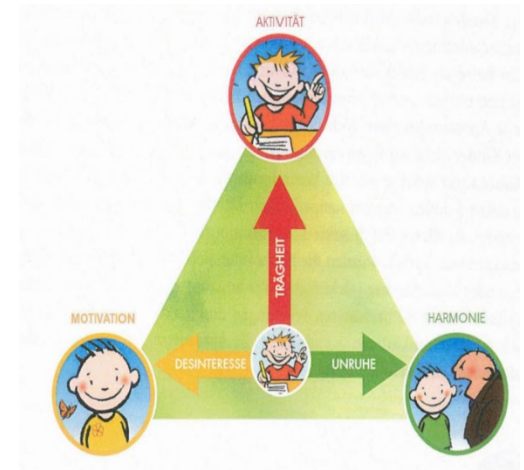 AKTIVITÄT
TRÄGHEIT
MOTIVATION
HARMONIE
DESINTERESSE
UNRUHE